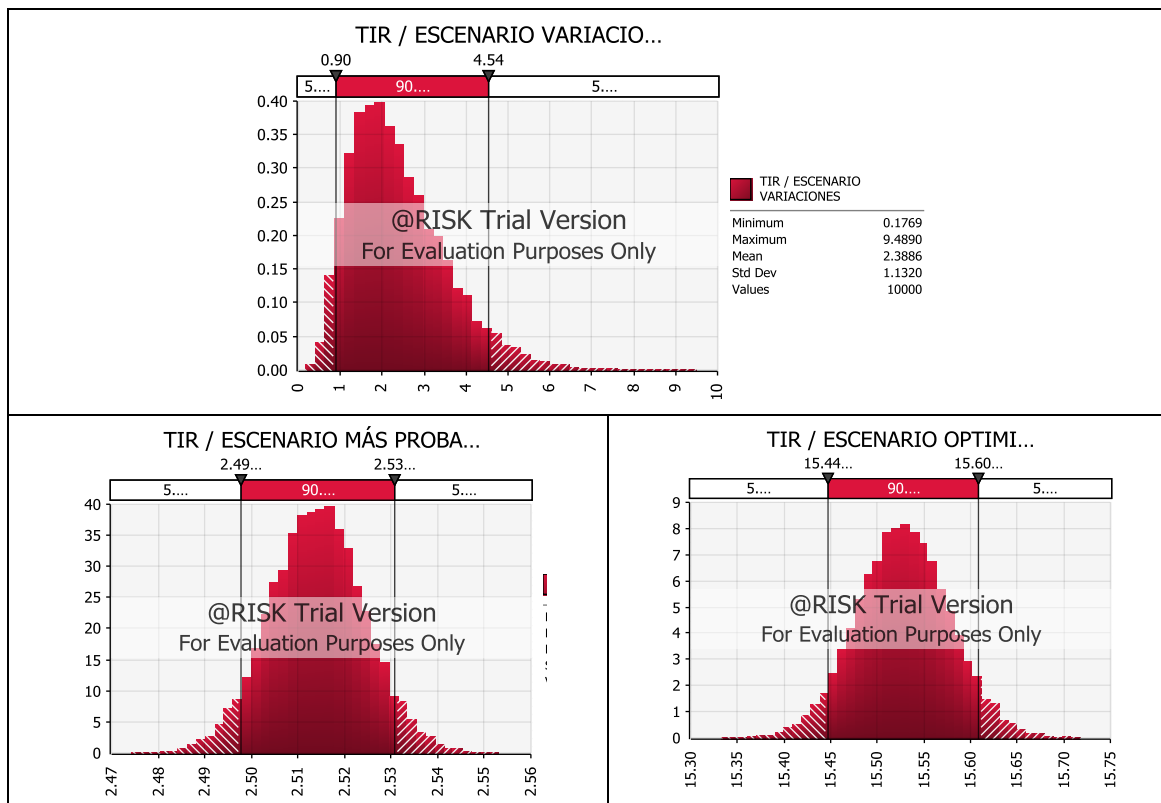 TIR / ESCENARIO VARIACIO...
0.90 4.54
5.... 90.... 5....
0.40
0.35
0.30
0.25
0.20
0.15
0.10
0.05
0.00
0 1 2 3 4 5 6 7 8 9 10
@RISK Trial Version
For Evaluation Purposes Only
TIR / ESCENARIO
VARIACIONES
Minimum 0.1769
Maximum 9.4890
Mean 2.3886
Std Dev 1.1320
Values 10000
TIR / ESCENARIO MÁS PROBA...
2.49... 2.53...
5.... 90.... 5....
40
35
30
25
20
15
10
5
0
2.47 2.48 2.49 2.50 2.51 2.52 2.53 2.54 2.55 2.56
@RISK Trial Version
For Evaluation Purposes Only
TIR / ESCENARIO OPTIMI...
15.44... 15.60...
5.... 90.... 5....
9
8
7
6
5
4
3
2
1
0
15.30 15.35 15.40 15.45 15.50 15.55 15.60 15.65 15.70 15.75
@RISK Trial Version
For Evaluation Purposes Only